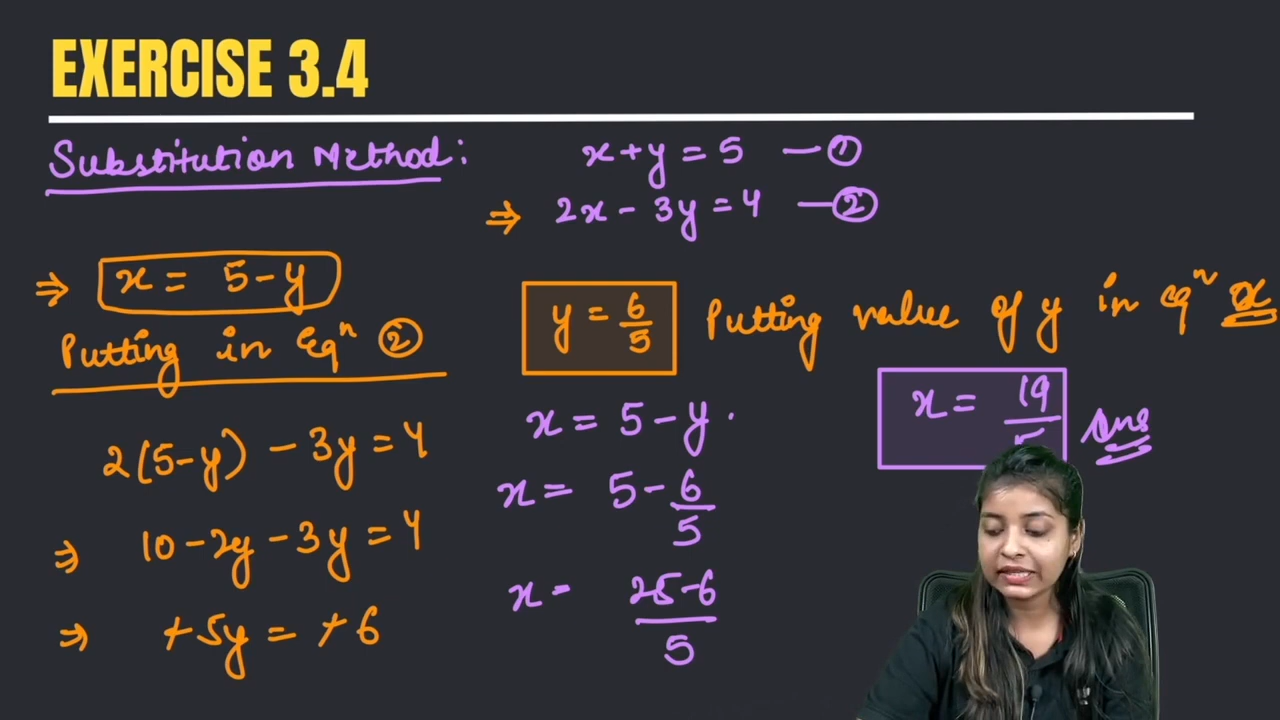 EXERCISE 3.4
Substitution Method:
x+y = 5 — ①
⇒ 2x - 3y = 4 — ②
⇒ x = 5-y
Putting in Eqⁿ ②
2(5-y) - 3y = 4
⇒ 10 - 2y - 3y = 4
⇒ +5y = +6
y = 6/5 Putting value of y in Eqⁿ x
x = 5 - y.
x = 5 - 6/5
x = 25-6/5
x = 19/5 Ans